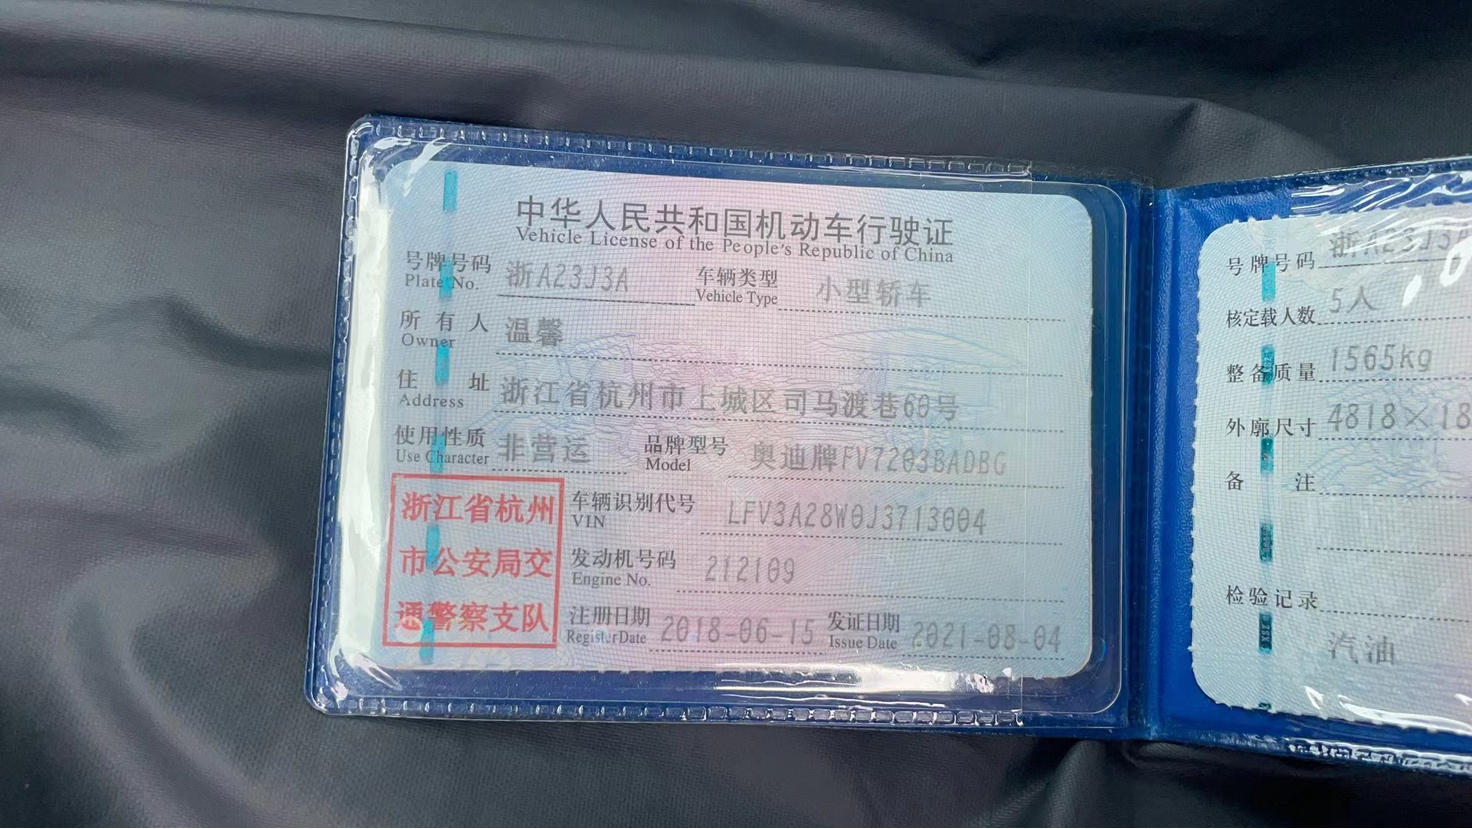 中华人民共和国机动车行驶证
Vehicle License of the People's Republic of China
号牌号码 浙A23J3A 车辆类型 小型轿车
Plate No. Vehicle Type
所有人 温馨
Owner
住址 浙江省杭州市上城区司马渡巷60号
Address
使用性质 非营运 品牌型号 奥迪牌FV7203BADBG
Use Character Model
浙江省杭州
市公安局交
通警察支队
车辆识别代号 LFV3A28W0J3713004
VIN
发动机号码 212109
Engine No.
注册日期 2018-06-15 发证日期 2021-08-04
Register Date Issue Date
号牌号码 浙A23J3A
核定载人数 5人
整备质量 1565kg
外廓尺寸 4818×18
备注
检验记录
汽油